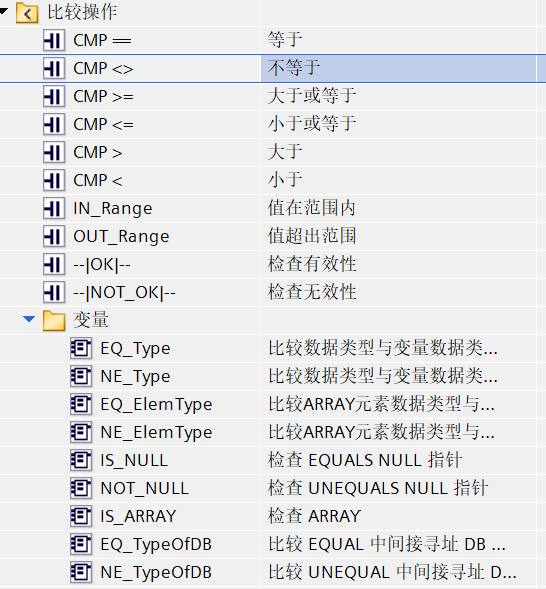 比较操作
CMP == 等于
CMP <> 不等于
CMP >= 大于或等于
CMP <= 小于或等于
CMP > 大于
CMP < 小于
IN_Range 值在范围内
OUT_Range 值超出范围
--|OK|-- 检查有效性
--|NOT_OK|-- 检查无效性
变量
EQ_Type 比较数据类型与变量数据类...
NE_Type 比较数据类型与变量数据类...
EQ_ElemType 比较ARRAY元素数据类型与...
NE_ElemType 比较ARRAY元素数据类型与...
IS_NULL 检查 EQUALS NULL 指针
NOT_NULL 检查 UNEQUALS NULL 指针
IS_ARRAY 检查 ARRAY
EQ_TypeOfDB 比较 EQUAL 中间接寻址 DB ...
NE_TypeOfDB 比较 UNEQUAL 中间接寻址 D...